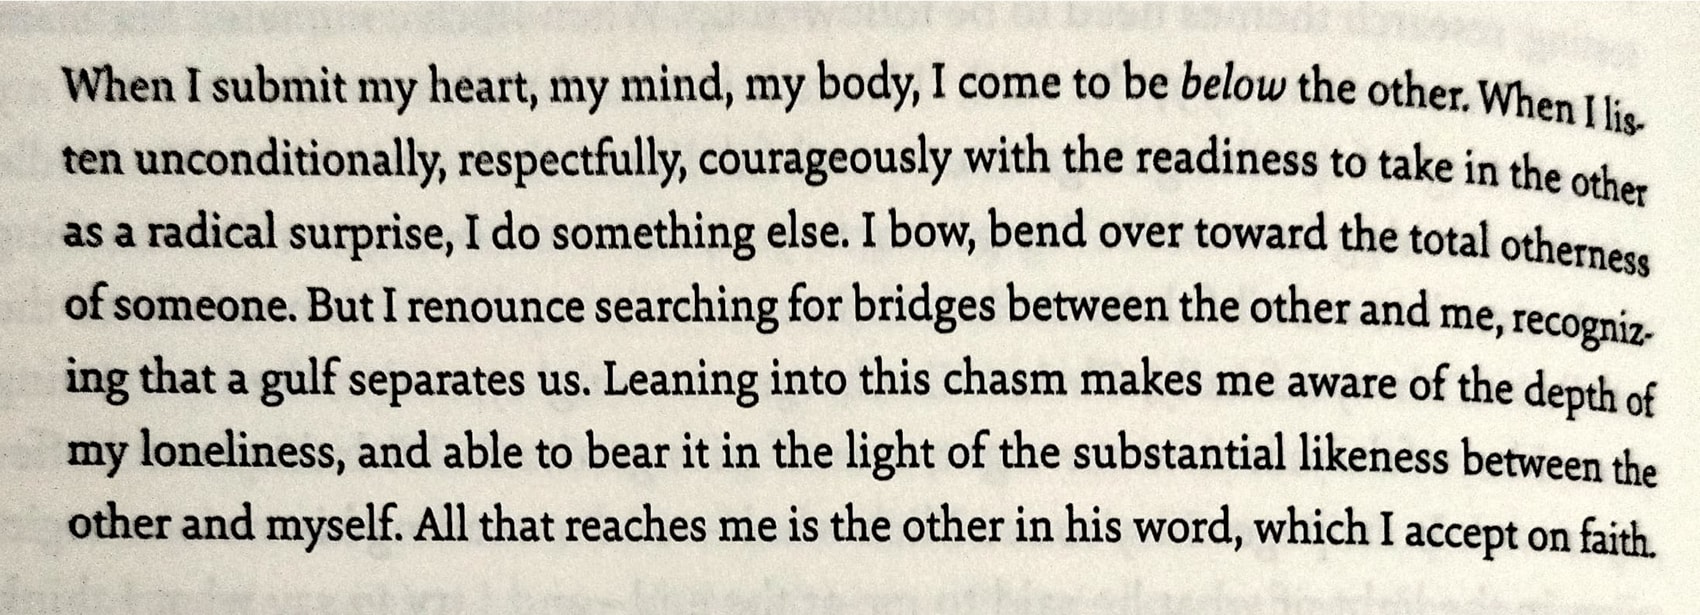 When I submit my heart, my mind, my body, I come to be below the other. When I lis-
ten unconditionally, respectfully, courageously with the readiness to take in the other
as a radical surprise, I do something else. I bow, bend over toward the total otherness
of someone. But I renounce searching for bridges between the other and me, recogniz-
ing that a gulf separates us. Leaning into this chasm makes me aware of the depth of
my loneliness, and able to bear it in the light of the substantial likeness between the
other and myself. All that reaches me is the other in his word, which I accept on faith.